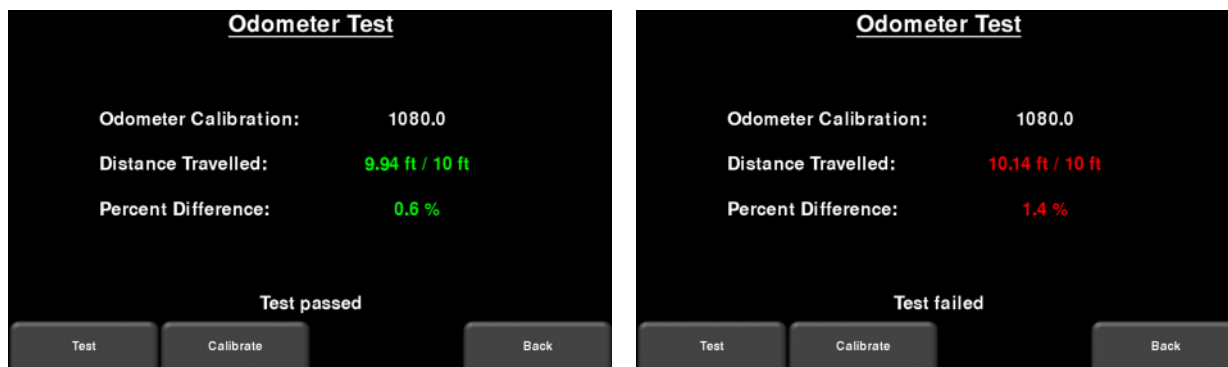 Odometer Test
Odometer Calibration: 1080.0
Distance Travelled: 9.94 ft / 10 ft
Percent Difference: 0.6 %
Test passed
Test Calibrate Back
Odometer Test
Odometer Calibration: 1080.0
Distance Travelled: 10.14 ft / 10 ft
Percent Difference: 1.4 %
Test failed
Test Calibrate Back